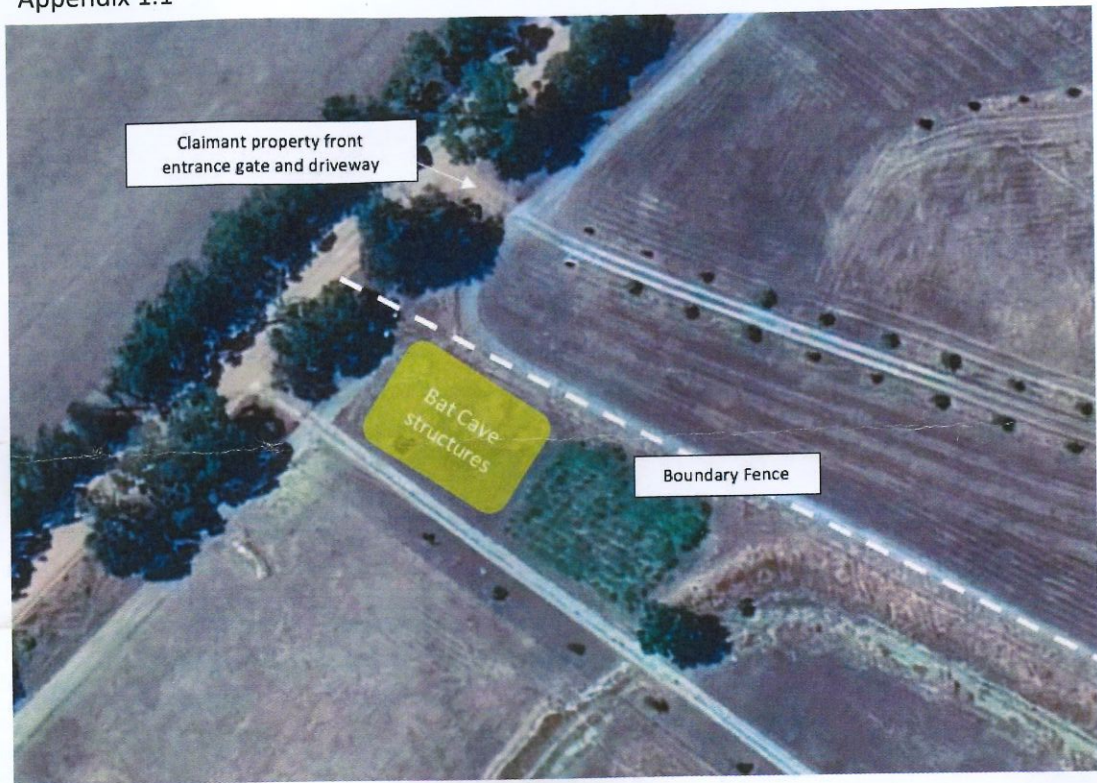 Appendix 1.1
Claimant property front
entrance gate and driveway
Bat Cave
structures
Boundary Fence